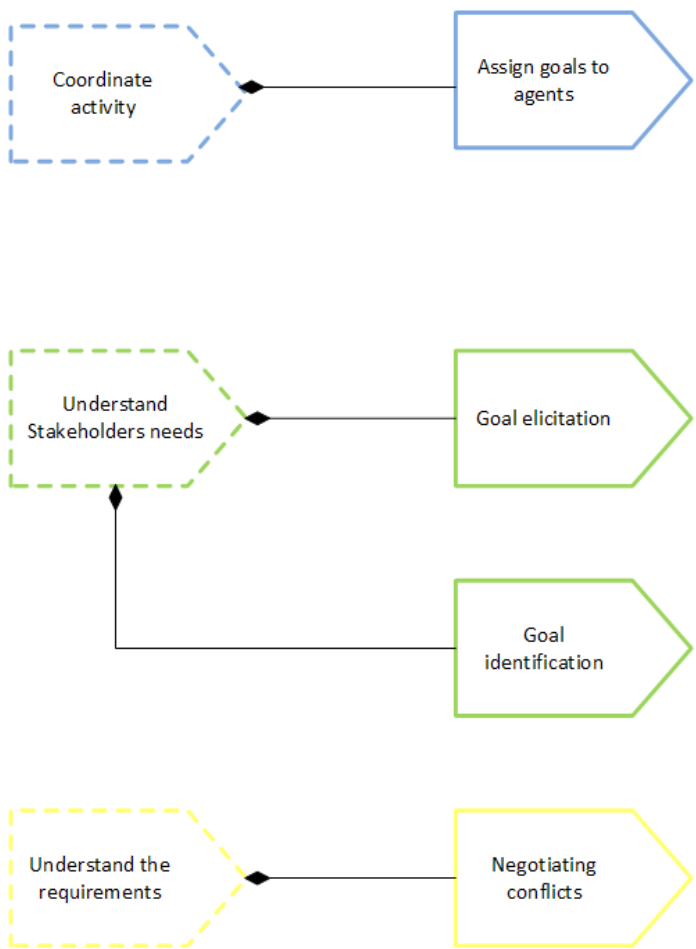 Coordinate
activity
Assign goals to
agents
Understand
Stakeholders needs
Goal elicitation
Goal
identification
Understand the
requirements
Negotiating
conflicts